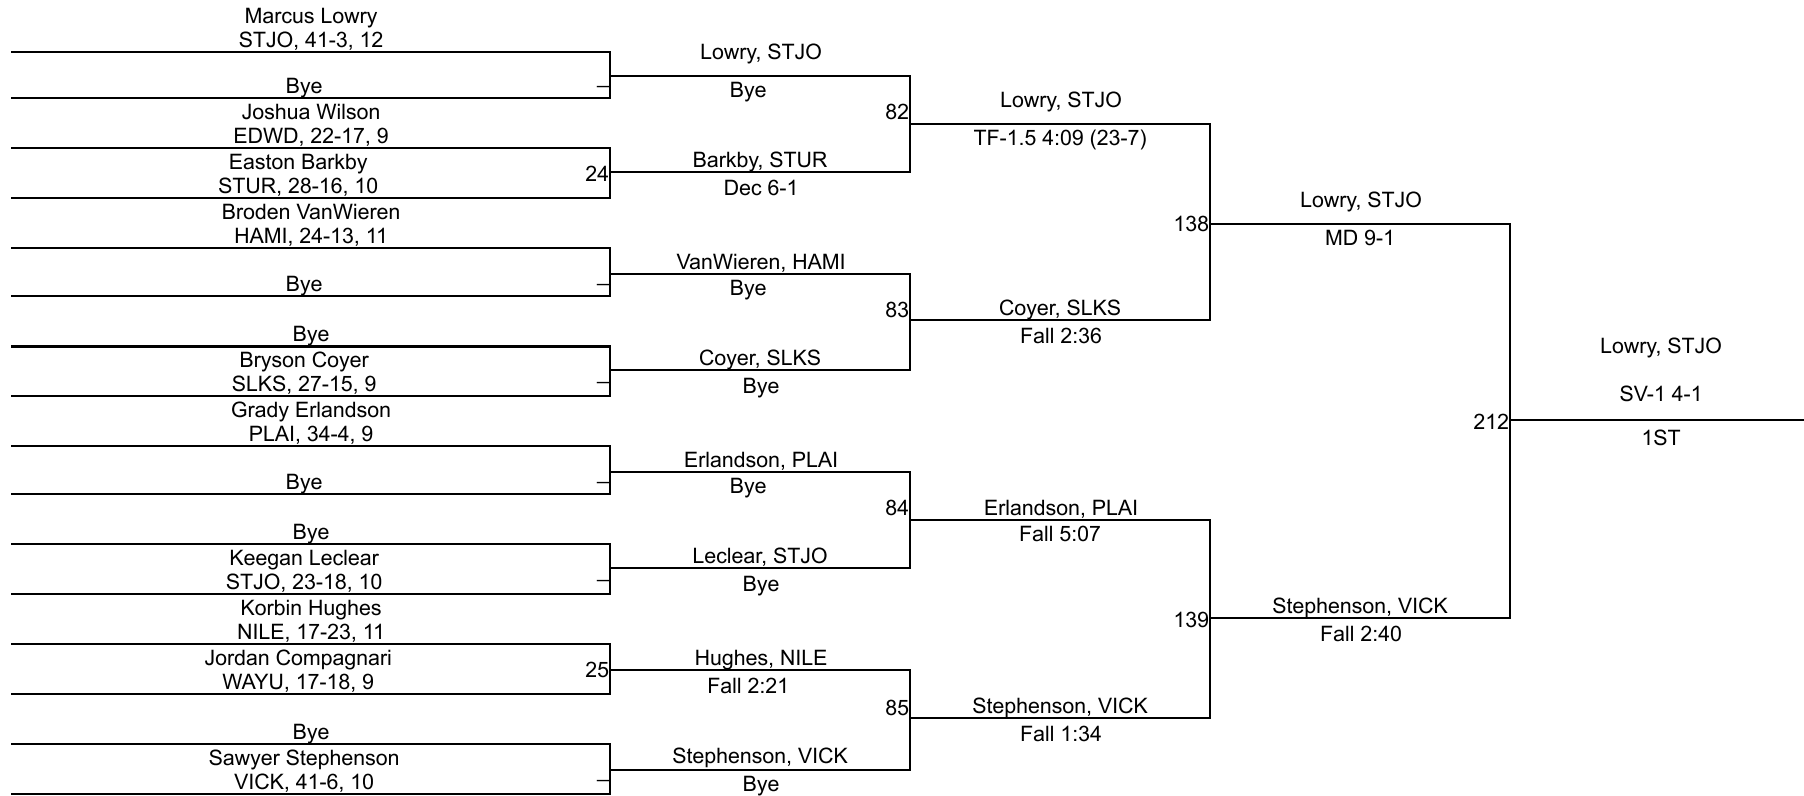 Marcus Lowry
STJO, 41-3, 12
Bye
Joshua Wilson
EDWD, 22-17, 9
Easton Barkby
STUR, 28-16, 10
24
Broden VanWieren
HAMI, 24-13, 11
Bye
Bye
Bryson Coyer
SLKS, 27-15, 9
Grady Erlandson
PLAI, 34-4, 9
Bye
Bye
Keegan Leclear
STJO, 23-18, 10
Korbin Hughes
NILE, 17-23, 11
Jordan Compagnari
WAYU, 17-18, 9
25
Bye
Sawyer Stephenson
VICK, 41-6, 10
Lowry, STJO
Bye
82
Barkby, STUR
Dec 6-1
VanWieren, HAMI
Bye
83
Coyer, SLKS
Bye
Erlandson, PLAI
Bye
84
Leclear, STJO
Bye
Hughes, NILE
Fall 2:21
85
Stephenson, VICK
Bye
Lowry, STJO
TF-1.5 4:09 (23-7)
138
Coyer, SLKS
Fall 2:36
Erlandson, PLAI
Fall 5:07
139
Stephenson, VICK
Fall 1:34
Lowry, STJO
MD 9-1
212
Stephenson, VICK
Fall 2:40
Lowry, STJO
SV-1 4-1
1ST